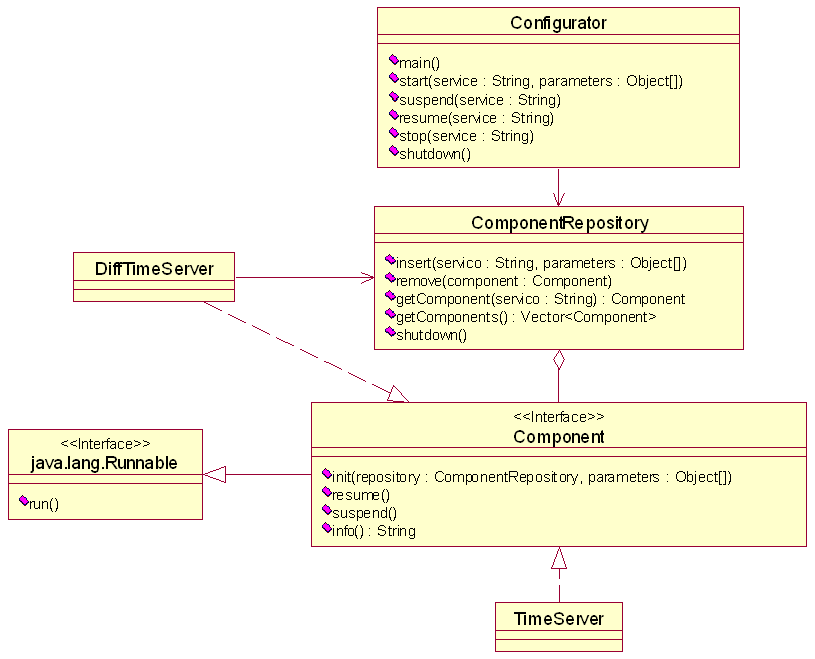 Configurator
main()
start(service : String, parameters : Object[])
suspend(service : String)
resume(service : String)
stop(service : String)
shutdown()
ComponentRepository
insert(servico : String, parameters : Object[])
remove(component : Component)
getComponent(servico : String) : Component
getComponents() : Vector<Component>
shutdown()
DiffTimeServer
<<Interface>>
Component
init(repository : ComponentRepository, parameters : Object[])
resume()
suspend()
info() : String
<<Interface>>
java.lang.Runnable
run()
TimeServer